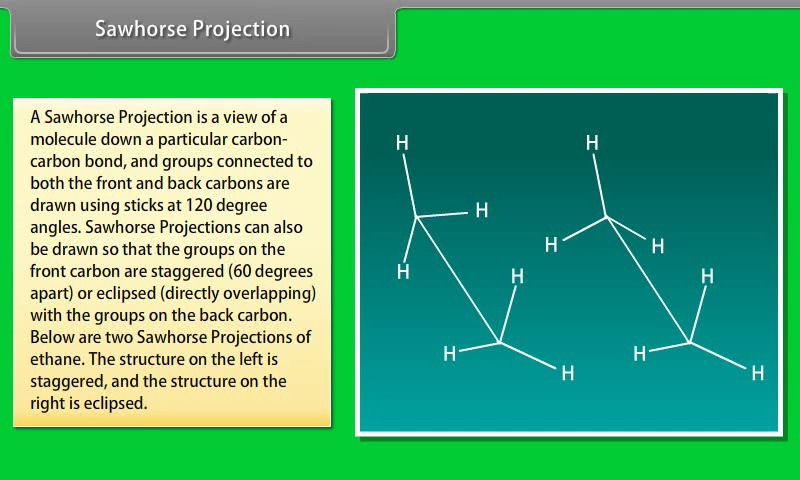 Sawhorse Projection
A Sawhorse Projection is a view of a
molecule down a particular carbon-
carbon bond, and groups connected to
both the front and back carbons are
drawn using sticks at 120 degree
angles. Sawhorse Projections can also
be drawn so that the groups on the
front carbon are staggered (60 degrees
apart) or eclipsed (directly overlapping)
with the groups on the back carbon.
Below are two Sawhorse Projections of
ethane. The structure on the left is
staggered, and the structure on the
right is eclipsed.
H
H
H
H
H
H
H
H
H
H
H
H